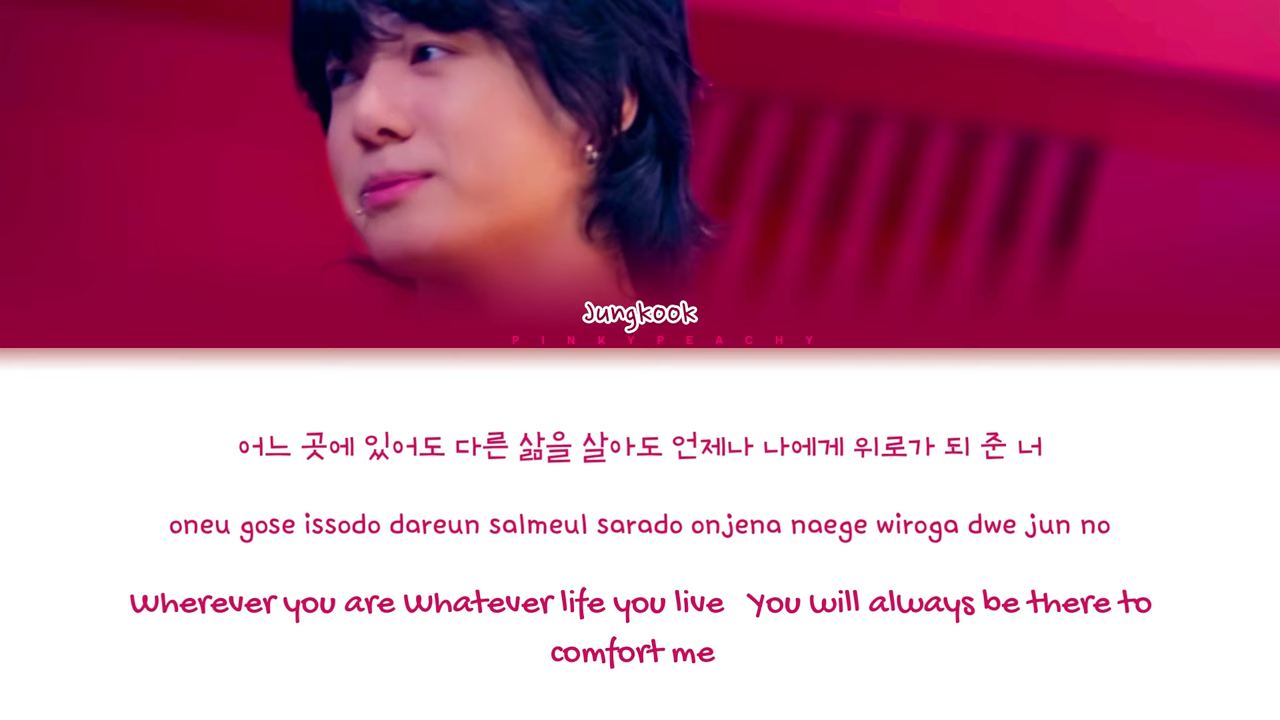 Jungkook
PINKYPEACHY
어느 곳에 있어도 다른 삶을 살아도 언제나 나에게 위로가 되 준 너
oneu gose issodo dareun salmeul sarado onjena naege wiroga dwe jun no
Wherever you are Whatever life you live You will always be there to
comfort me